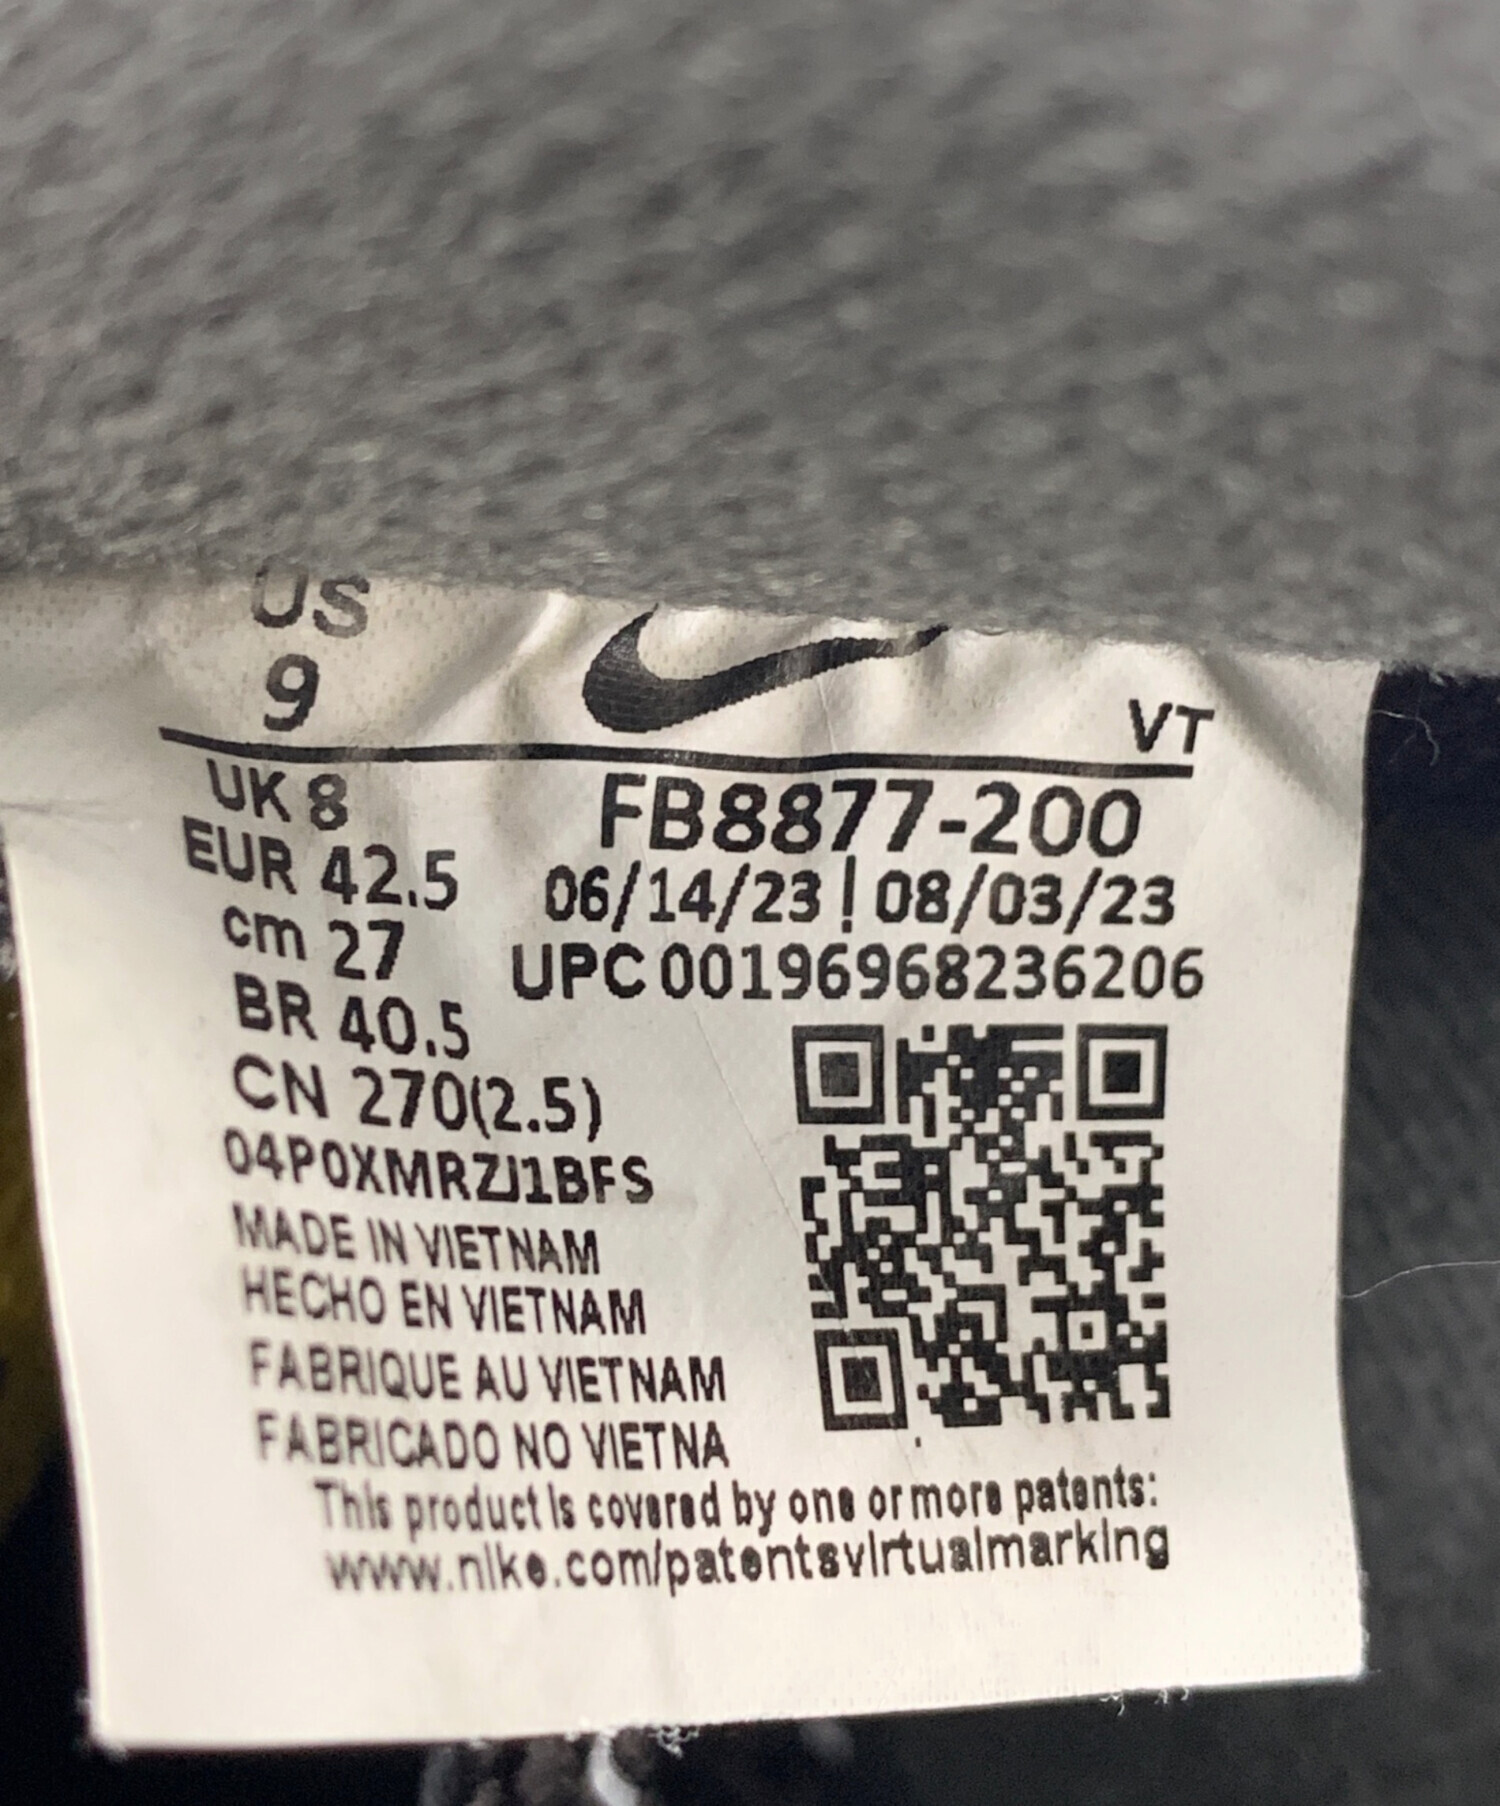 US
9
VT
UK 8
FB8877-200
EUR 42.5
06/14/23 | 08/03/23
cm 27
UPC 00196968236206
BR 40.5
CN 270(2.5)
04P0XMRZJ1BFS
MADE IN VIETNAM
HECHO EN VIETNAM
FABRIQUE AU VIETNAM
FABRICADO NO VIETNA
This product is covered by one or more patents:
www.nike.com/patentsvirtualmarking